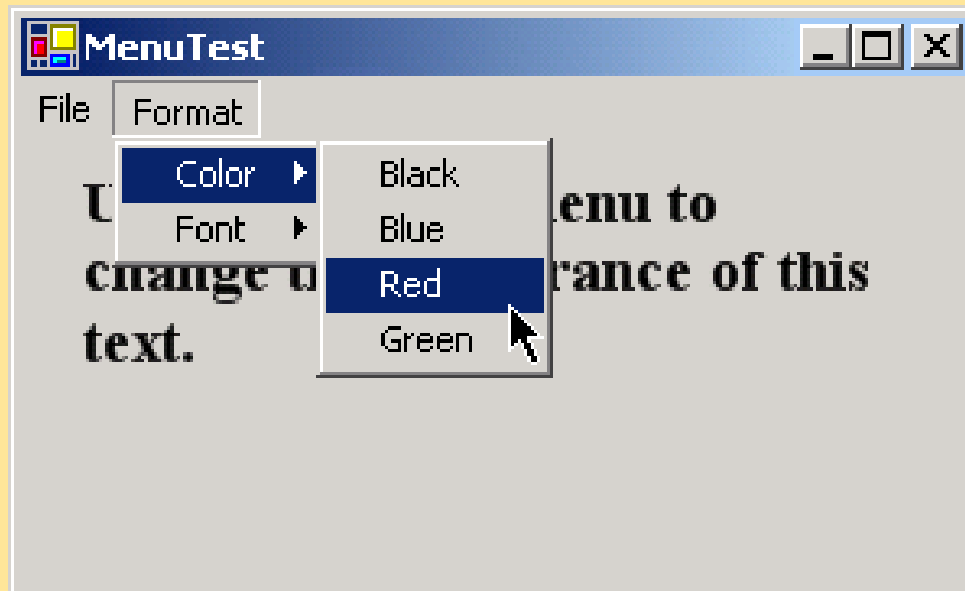 MenuTest
File Format
Color Black
enu to
Font Blue
change rance of this
Red
text.
Green